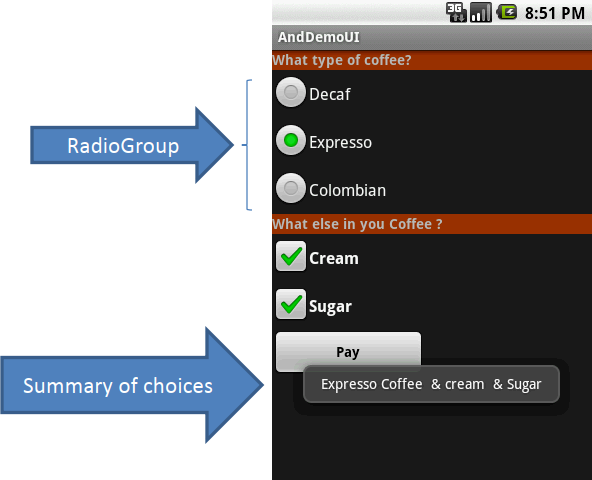 3G 8:51 PM
AndDemoUI
What type of coffee?
Decaf
RadioGroup
Expresso
Colombian
What else in you Coffee ?
Cream
Sugar
Pay
Summary of choices
Expresso Coffee & cream & Sugar